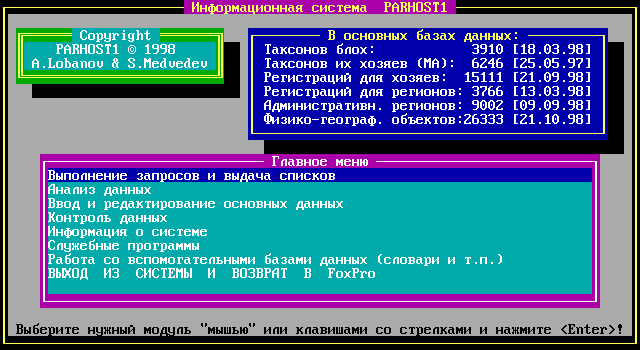 Информационная система PARHOST1
Copyright
PARHOST1 © 1998
A.Lobanov & S.Medvedev
В основных базах данных:
Таксонов блох: 3910 [18.03.98]
Таксонов их хозяев (МА): 6246 [25.05.97]
Регистраций для хозяев: 15111 [21.09.98]
Регистраций для регионов: 3766 [13.03.98]
Административн. регионов: 9002 [09.09.98]
Физико-географ. объектов:26333 [21.10.98]
Главное меню
Выполнение запросов и выдача списков
Анализ данных
Ввод и редактирование основных данных
Контроль данных
Информация о системе
Служебные программы
Работа со вспомогательными базами данных (словари и т.п.)
ВЫХОД ИЗ СИСТЕМЫ И ВОЗВРАТ В FoxPro
Выберите нужный модуль "мышью" или клавишами со стрелками и нажмите <Enter>!